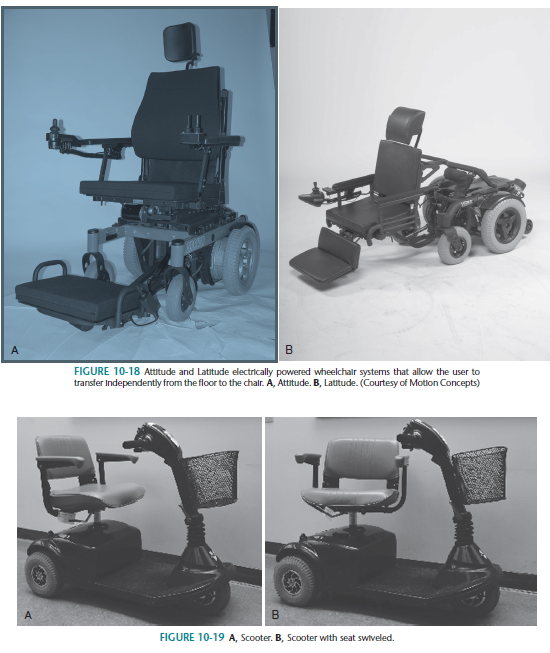 A
B
FIGURE 10-18 Attitude and Latitude electrically powered wheelchair systems that allow the user to
transfer independently from the floor to the chair. A, Attitude. B, Latitude. (Courtesy of Motion Concepts)
A
B
FIGURE 10-19 A, Scooter. B, Scooter with seat swiveled.